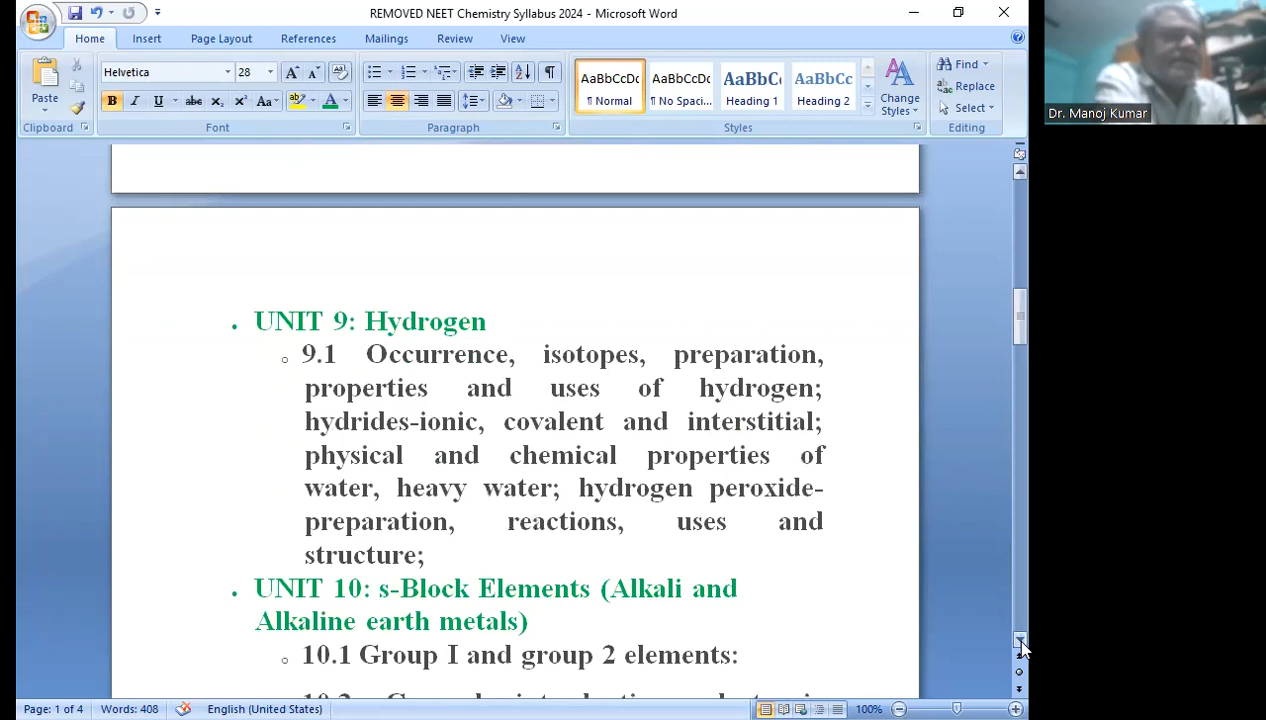 REMOVED NEET Chemistry Syllabus 2024 - Microsoft Word
Home Insert Page Layout References Mailings Review View
Paste
Clipboard
Helvetica 28
B I U abc x₂ x² Aa A
Font
Paragraph
AaBbCcDc AaBbCcDc AaBbC AaBbCc
¶ Normal ¶ No Spaci... Heading 1 Heading 2
Change Styles
Styles
Find
Replace
Select
Editing
Dr. Manoj Kumar
• UNIT 9: Hydrogen
○ 9.1 Occurrence, isotopes, preparation,
properties and uses of hydrogen;
hydrides-ionic, covalent and interstitial;
physical and chemical properties of
water, heavy water; hydrogen peroxide-
preparation, reactions, uses and
structure;
• UNIT 10: s-Block Elements (Alkali and
Alkaline earth metals)
○ 10.1 Group I and group 2 elements:
Page: 1 of 4 Words: 408 English (United States) 100%